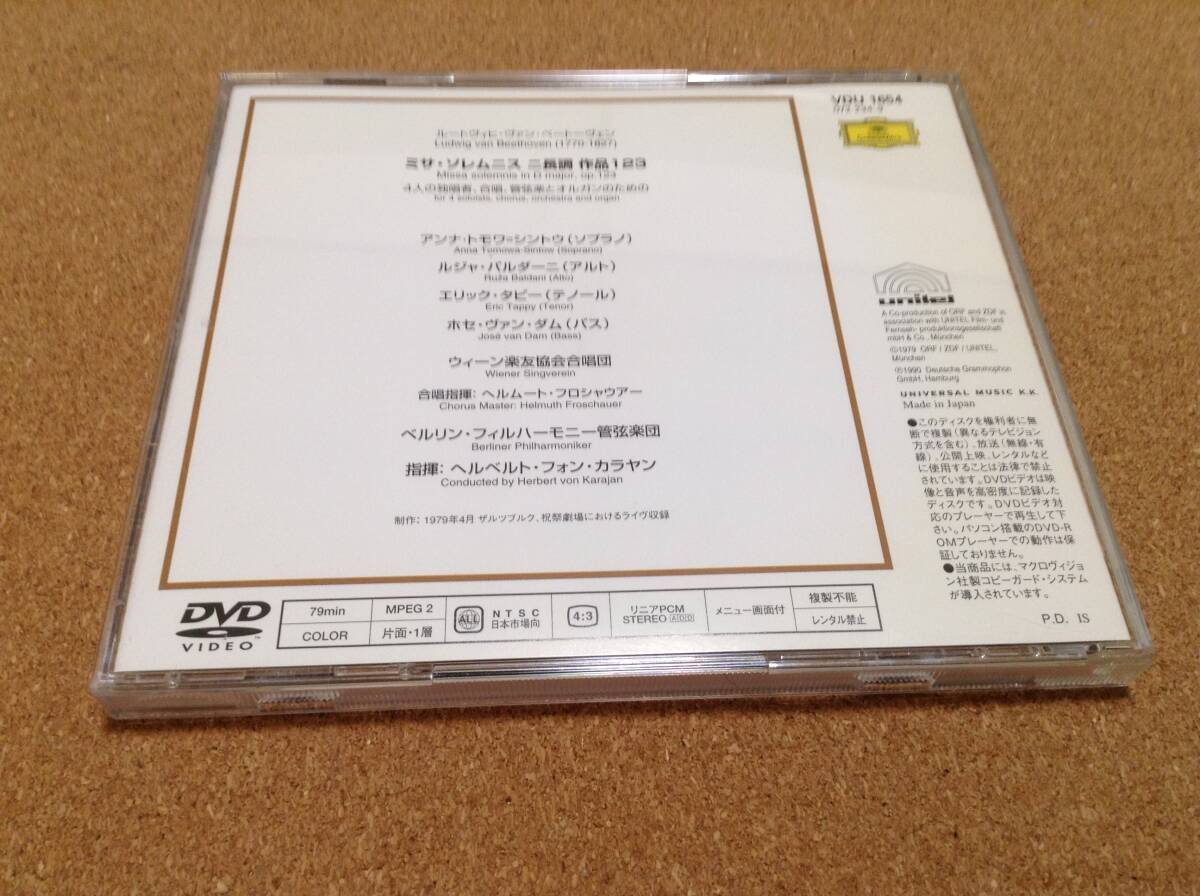 ルートヴィヒ・ヴァン・ベートーヴェン
Ludwig van Beethoven (1770-1827)
ミサ・ソレムニス ニ長調 作品123
Missa solemnis in D major, op.123
4人の独唱者、合唱、管弦楽とオルガンのための
for 4 soloists, chorus, orchestra and organ
アンナ・トモワ=シントウ(ソプラノ)
Anna Tomowa-Sintow (Soprano)
ルジャ・バルダーニ(アルト)
Ruža Baldani (Alto)
エリック・タピー(テノール)
Eric Tappy (Tenor)
ホセ・ヴァン・ダム(バス)
José van Dam (Bass)
ウィーン楽友協会合唱団
Wiener Singverein
合唱指揮: ヘルムート・フロシャウアー
Chorus Master: Helmuth Froschauer
ベルリン・フィルハーモニー管弦楽団
Berliner Philharmoniker
指揮: ヘルベルト・フォン・カラヤン
Conducted by Herbert von Karajan
制作: 1979年4月 ザルツブルク、祝祭劇場におけるライヴ収録
VDU 1654
unitel
A Co-production of ORF and ZDF in
association with UNITEL Film- und
Fernseh- produktionsgesellschaft
mbH & Co., München
©1979 ORF / ZDF / UNITEL,
München
℗1990 Deutsche Grammophon
GmbH, Hamburg
UNIVERSAL MUSIC K.K.
Made in Japan
●このディスクを権利者に無
断で複製(異なるテレビジョン
方式を含む)、放送(無線・有
線)、公開上映、レンタルなど
に使用することは法律で禁止
されています。DVDビデオは映
像と音声を高密度に記録した
ディスクです。DVDビデオ対
応のプレーヤーで再生して下
さい。パソコン搭載のDVD-R
OMプレーヤーでの動作は保
証しておりません。
●当商品には、マクロヴィジョ
ン社製コピーガード・システム
が導入されています。
P.D. IS
DVD
VIDEO™
79min
COLOR
MPEG 2
片面・1層
ALL
NTSC
日本市場向
4:3
リニアPCM
STEREO ADD
メニュー画面付
複製不能
レンタル禁止